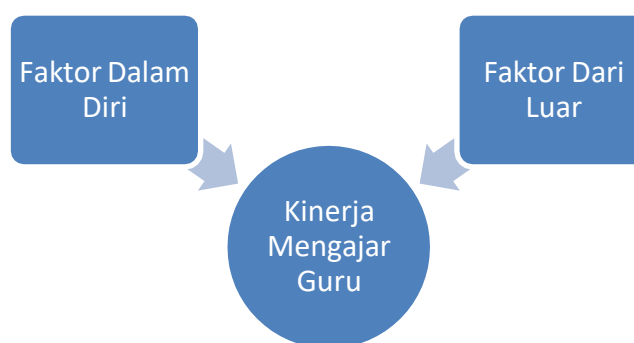 Faktor Dalam
Diri
Faktor Dari
Luar
Kinerja
Mengajar
Guru